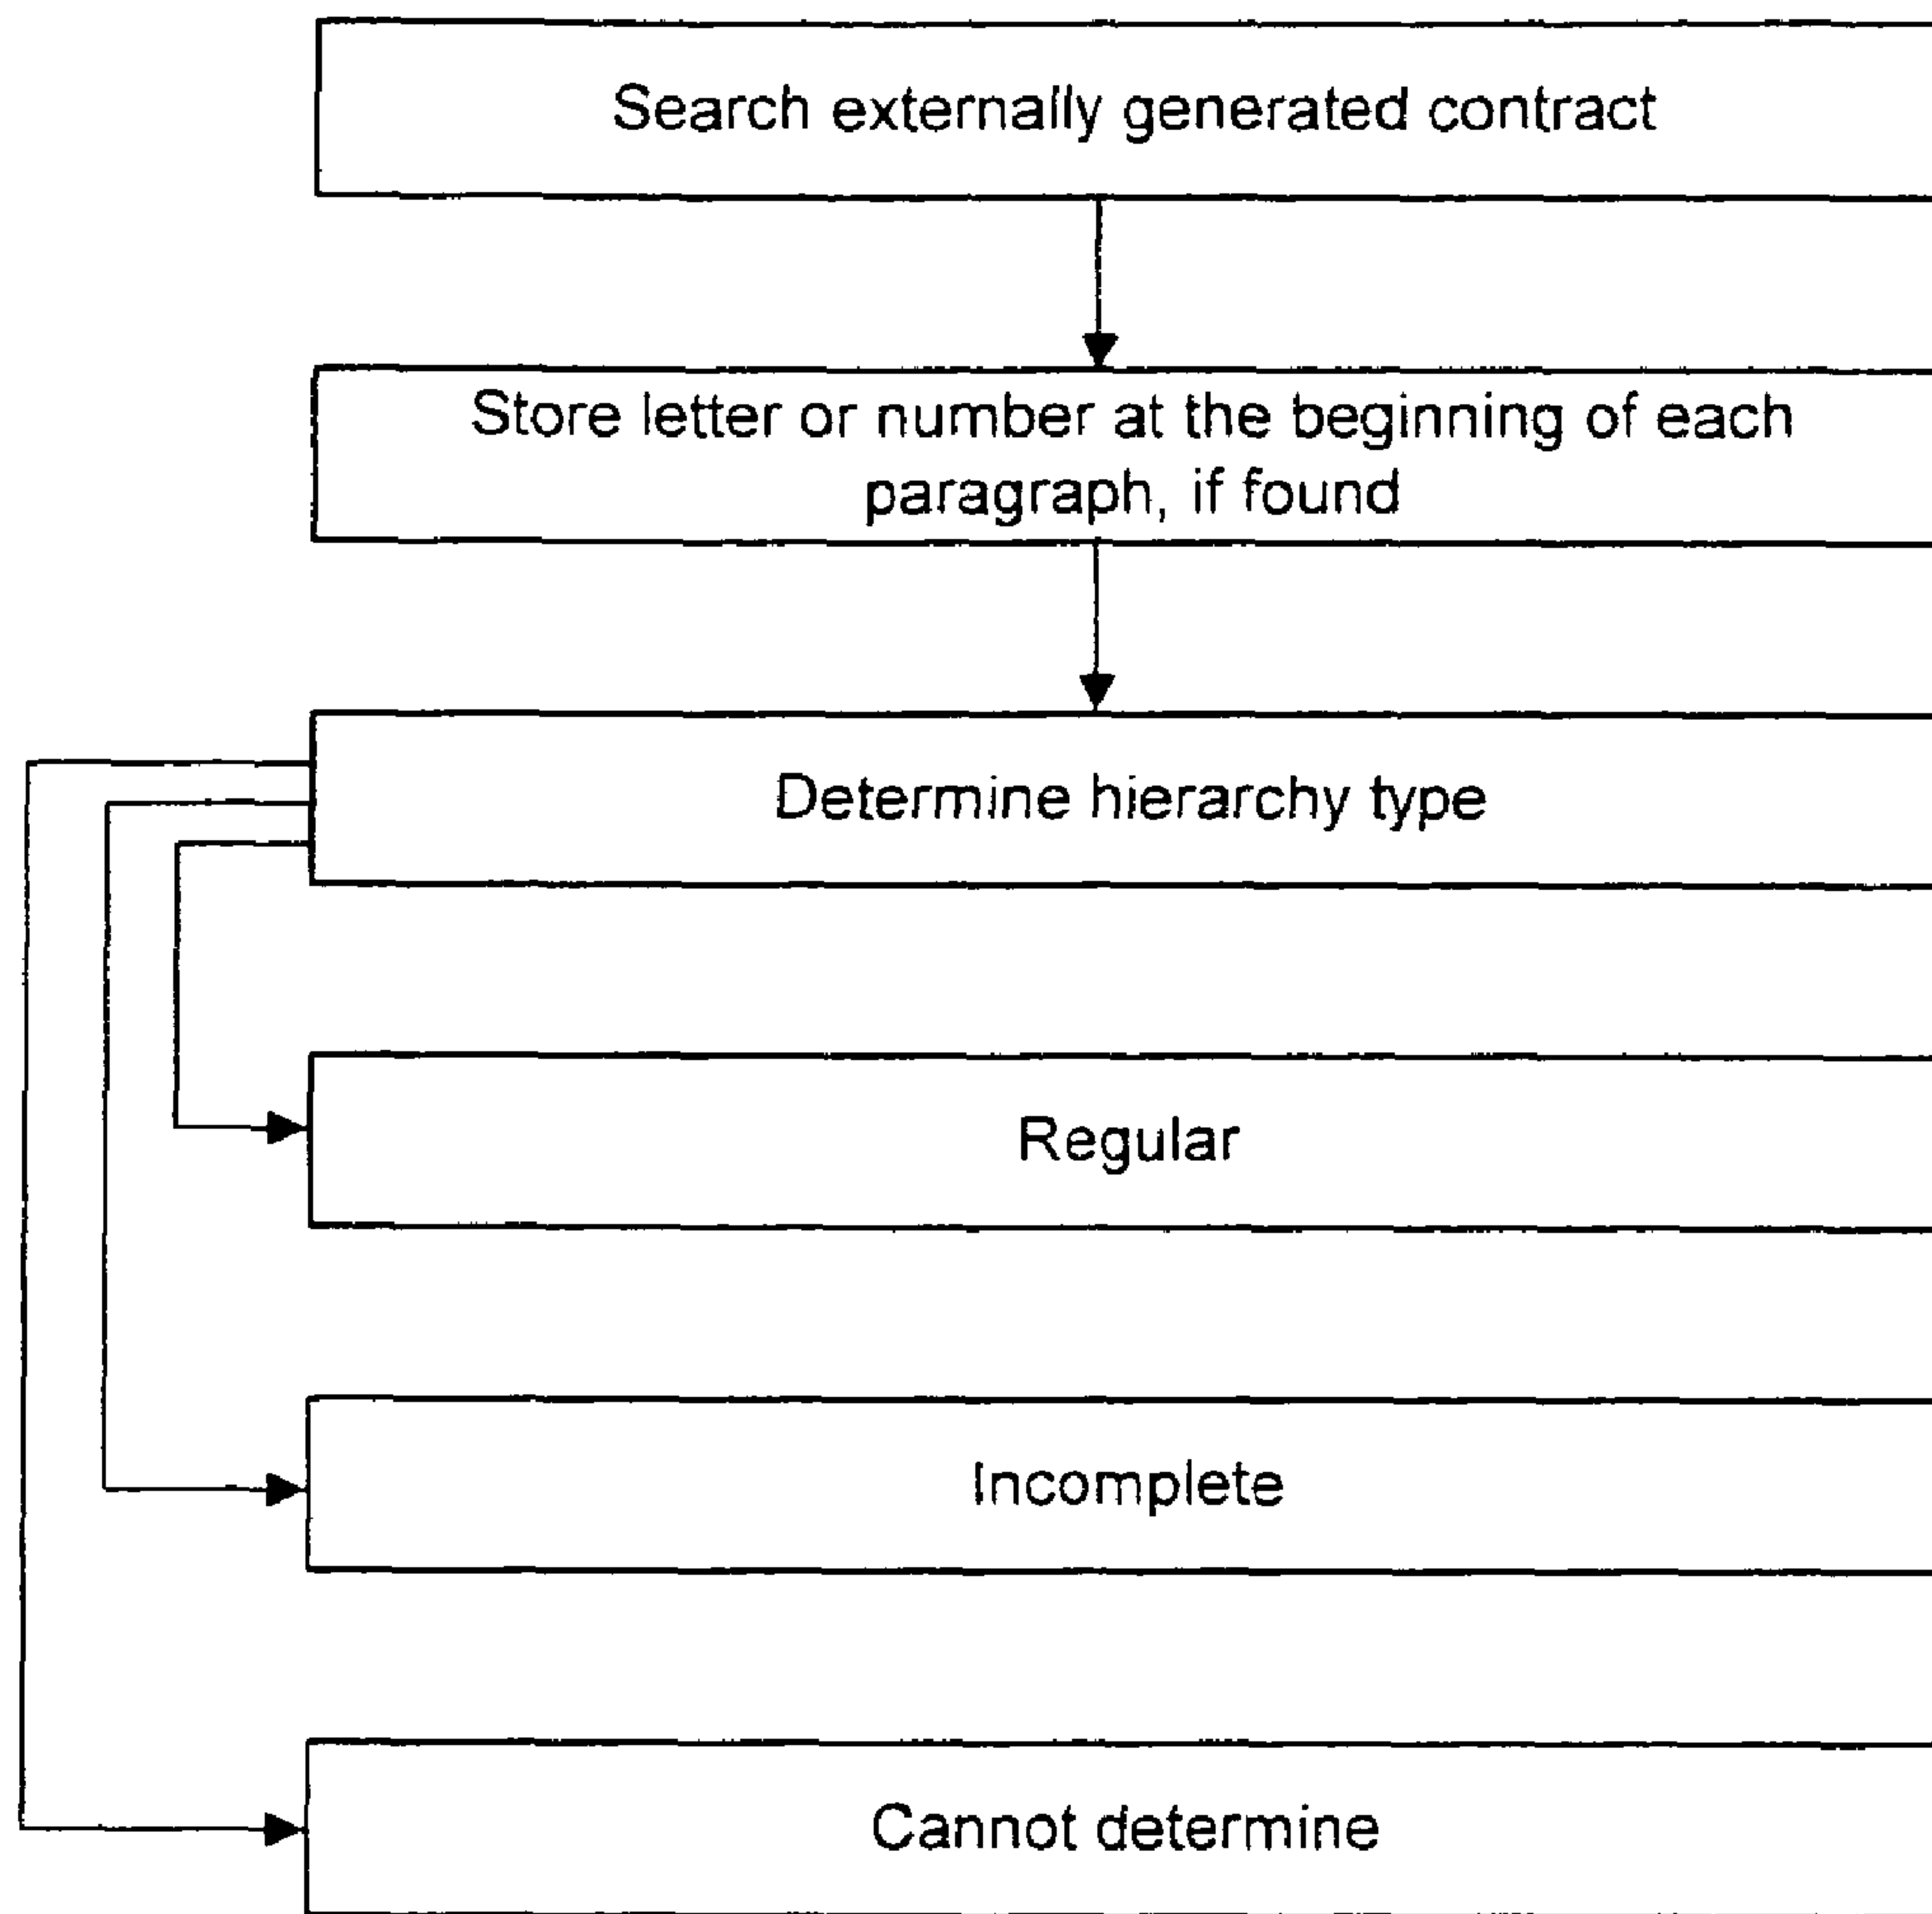 Search externally generated contract
Store letter or number at the beginning of each
paragraph, if found
Determine hierarchy type
Regular
Incomplete
Cannot determine